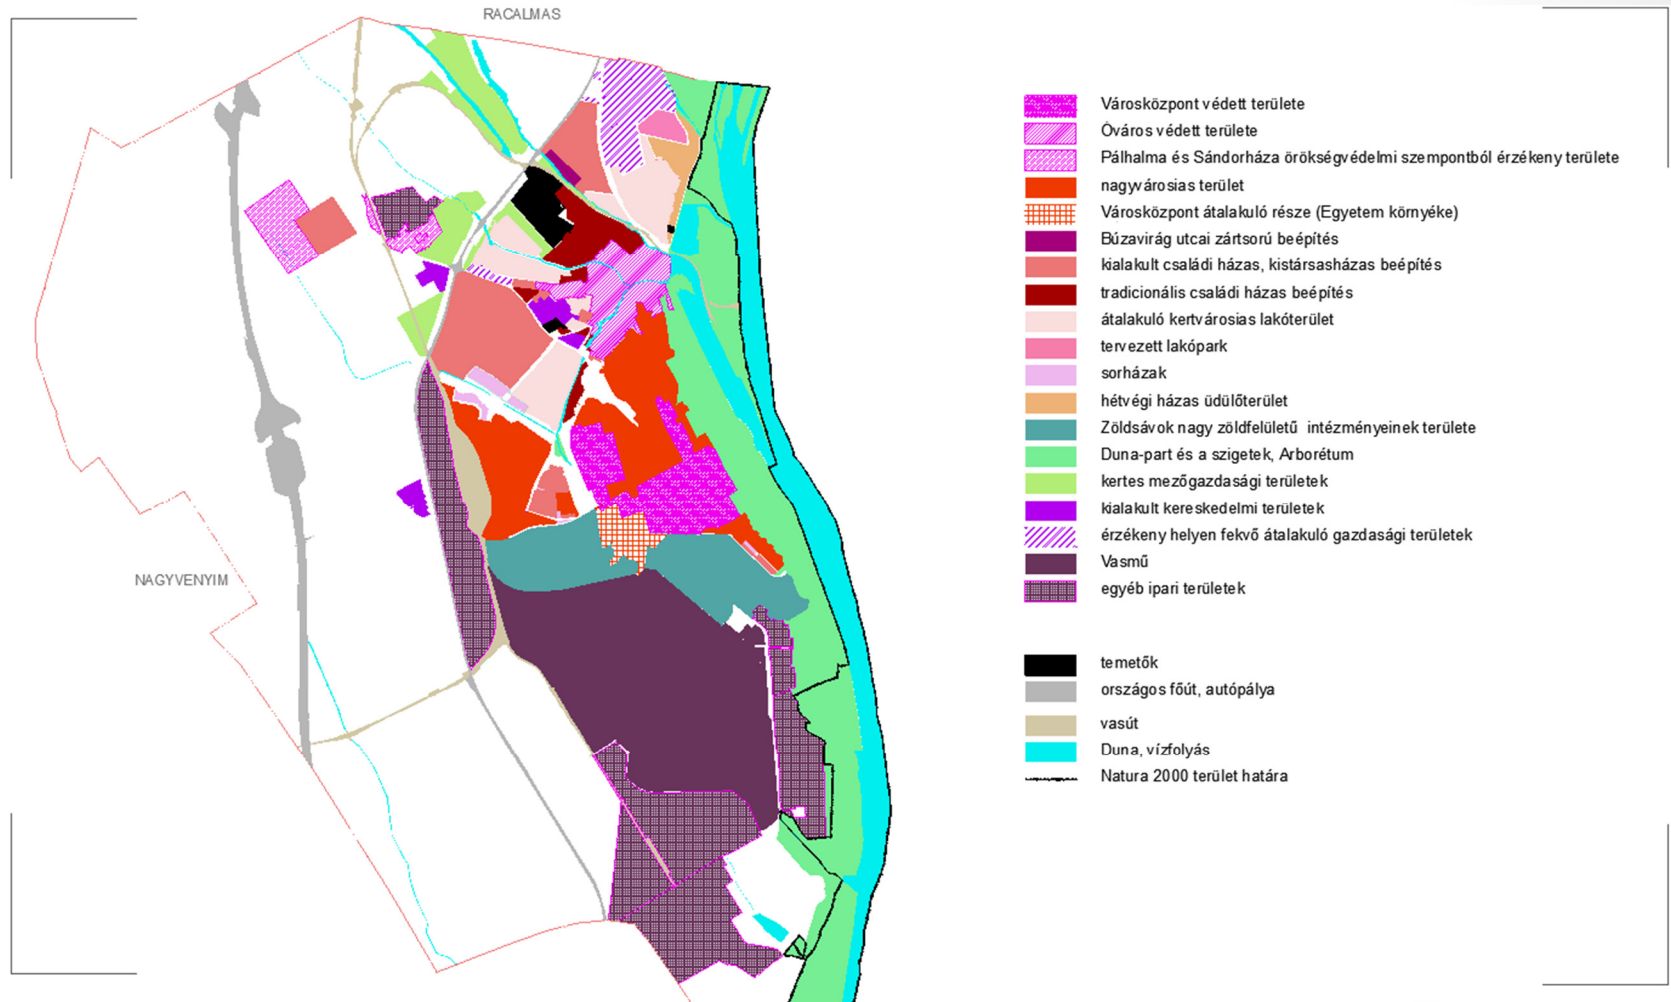 RACALMAS
NAGYVENYIM
Városközpont védett területe
Óváros védett területe
Pálhalma és Sándorháza örökségvédelmi szempontból érzékeny területe
nagyvárosias terület
Városközpont átalakuló része (Egyetem környéke)
Búzavirág utcai zártsorú beépítés
kialakult családi házas, kistársasházas beépítés
tradicionális családi házas beépítés
átalakuló kertvárosias lakóterület
tervezett lakópark
sorházak
hétvégi házas üdülőterület
Zöldsávok nagy zöldfelületű intézményeinek területe
Duna-part és a szigetek, Arborétum
kertes mezőgazdasági területek
kialakult kereskedelmi területek
érzékeny helyen fekvő átalakuló gazdasági területek
Vasmű
egyéb ipari területek
temetők
országos főút, autópálya
vasút
Duna, vízfolyás
Natura 2000 terület határa